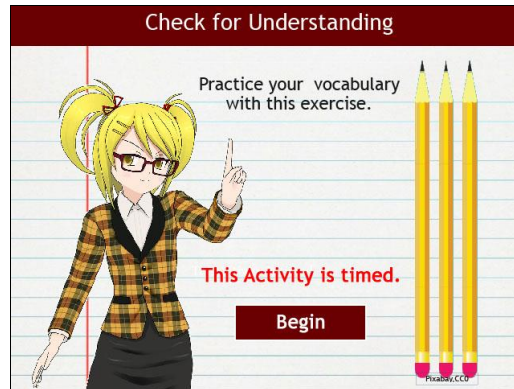 Check for Understanding
Practice your vocabulary
with this exercise.
This Activity is timed.
Begin
Pixabay,CC0